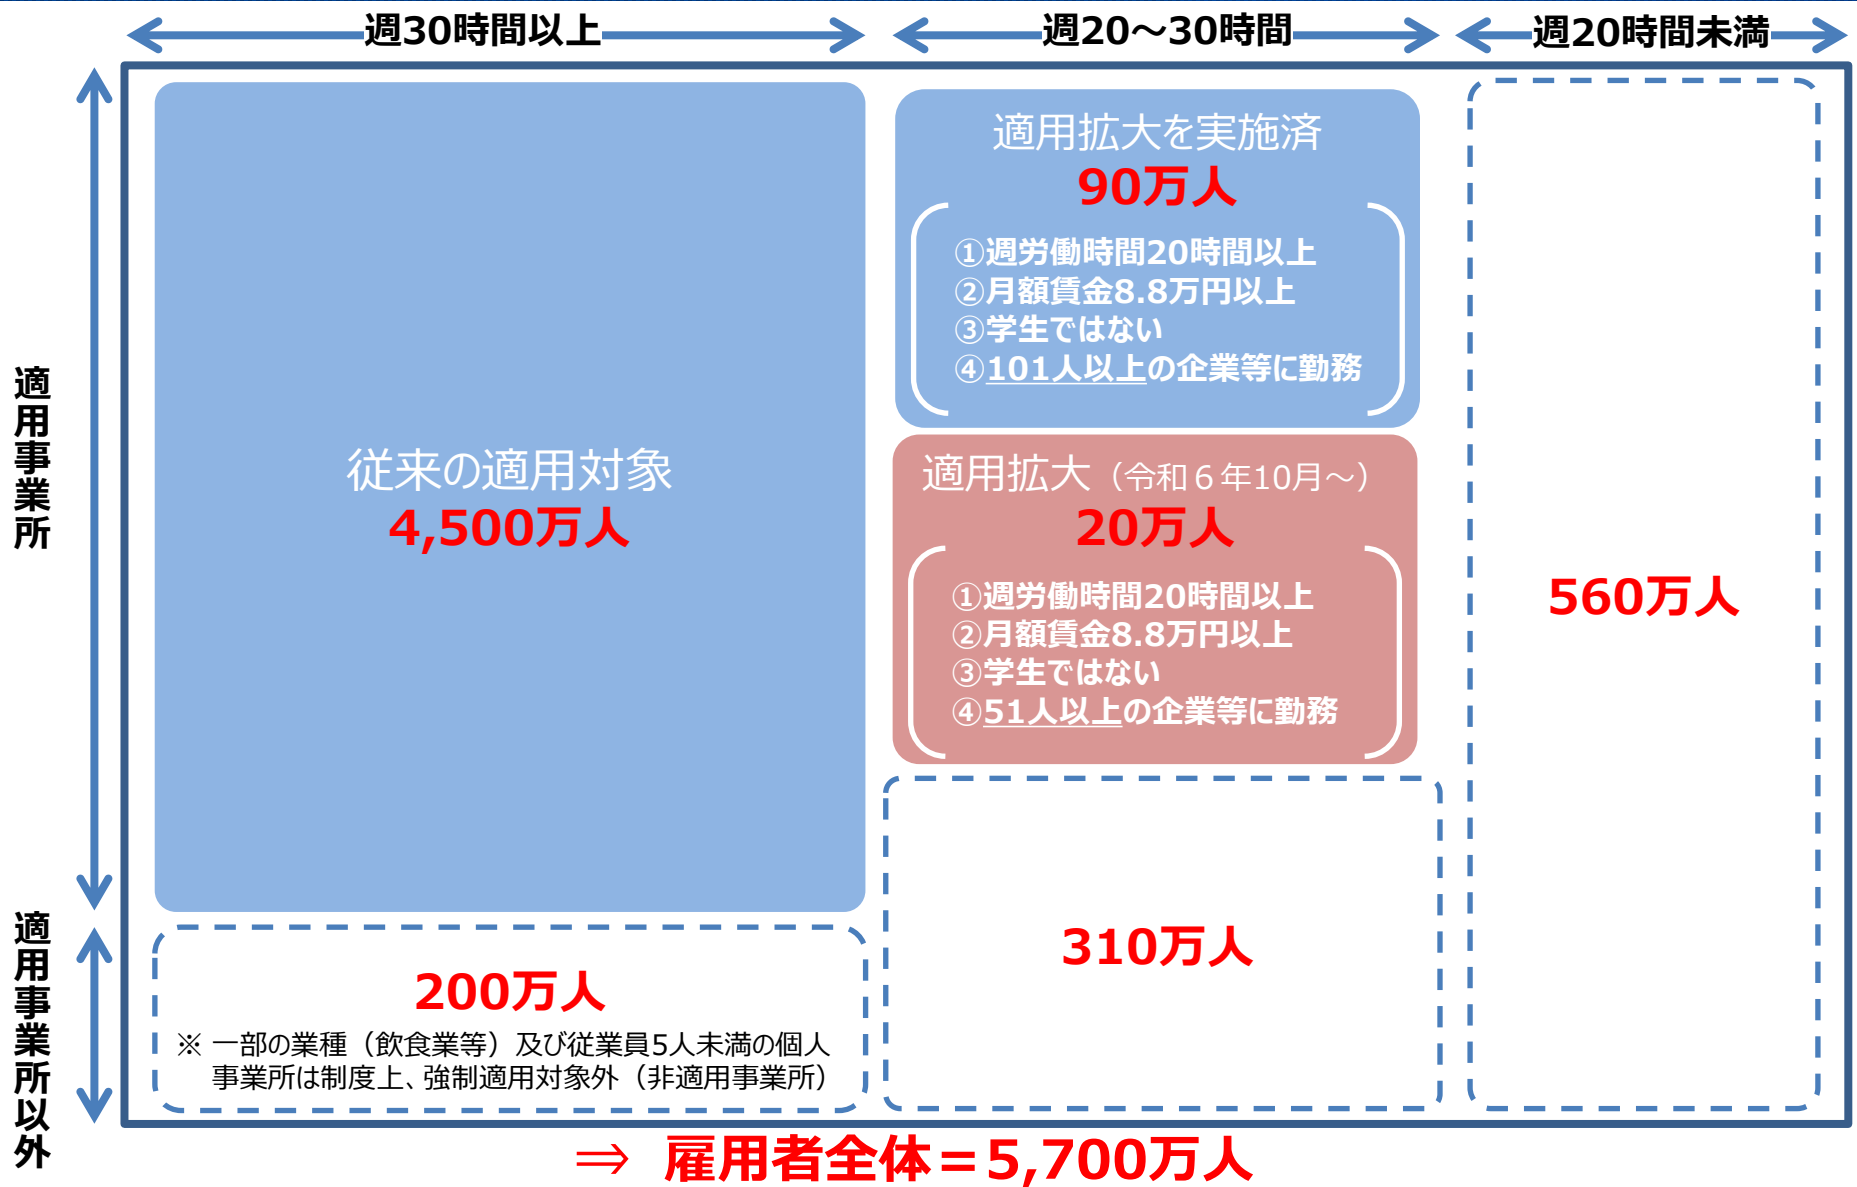 週30時間以上
週20~30時間
週20時間未満
適用事業所
従来の適用対象
4,500万人
適用拡大を実施済
90万人
①週労働時間20時間以上
②月額賃金8.8万円以上
③学生ではない
④101人以上の企業等に勤務
適用拡大（令和６年10月～）
20万人
①週労働時間20時間以上
②月額賃金8.8万円以上
③学生ではない
④51人以上の企業等に勤務
560万人
310万人
適用事業所以外
200万人
※ 一部の業種（飲食業等）及び従業員5人未満の個人
事業所は制度上、強制適用対象外（非適用事業所）
⇒ 雇用者全体＝5,700万人